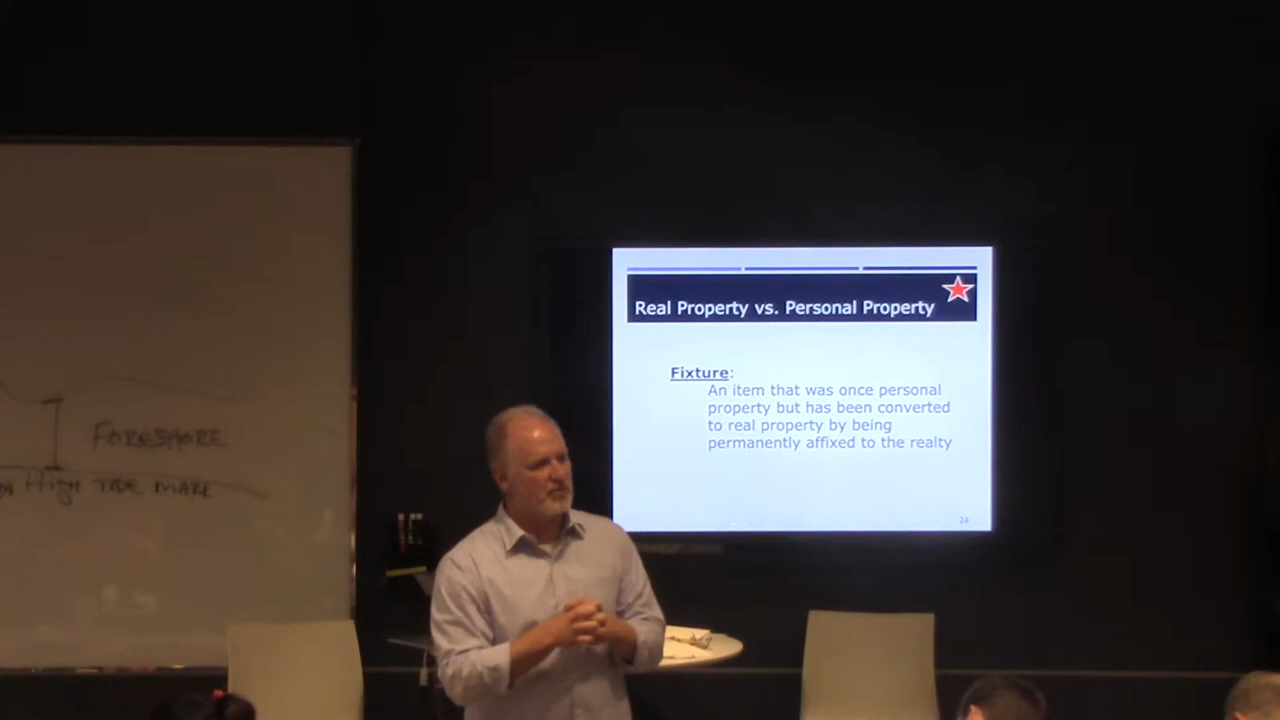 FORESHORE
HIGH TIDE MARK
Real Property vs. Personal Property
Fixture:
An item that was once personal
property but has been converted
to real property by being
permanently affixed to the realty
24